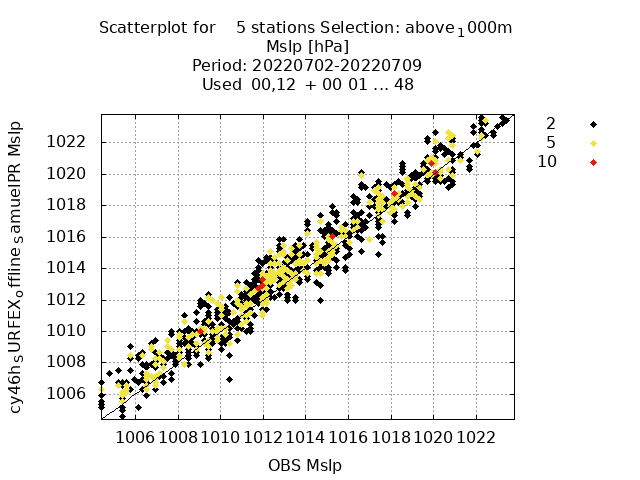 Scatterplot for    5 stations Selection: above1000m
Mslp [hPa]
Period: 20220702-20220709
Used  00,12  + 00 01 ... 48
2
5
10
cy46hsURFEXofflinesamuelPR Mslp
1022
1020
1018
1016
1014
1012
1010
1008
1006
1006 1008 1010 1012 1014 1016 1018 1020 1022
OBS Mslp